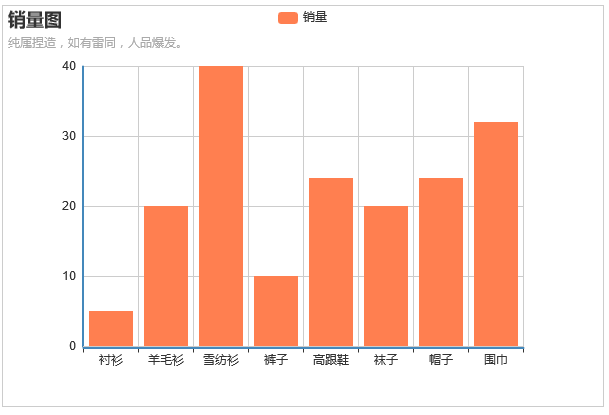 销量图
销量
纯属捏造，如有雷同，人品爆发。
40
30
20
10
0
衬衫 羊毛衫 雪纺衫 裤子 高跟鞋 袜子 帽子 围巾